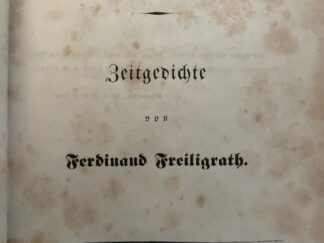 Zeitgedichte
von
Ferdinand Freiligrath.